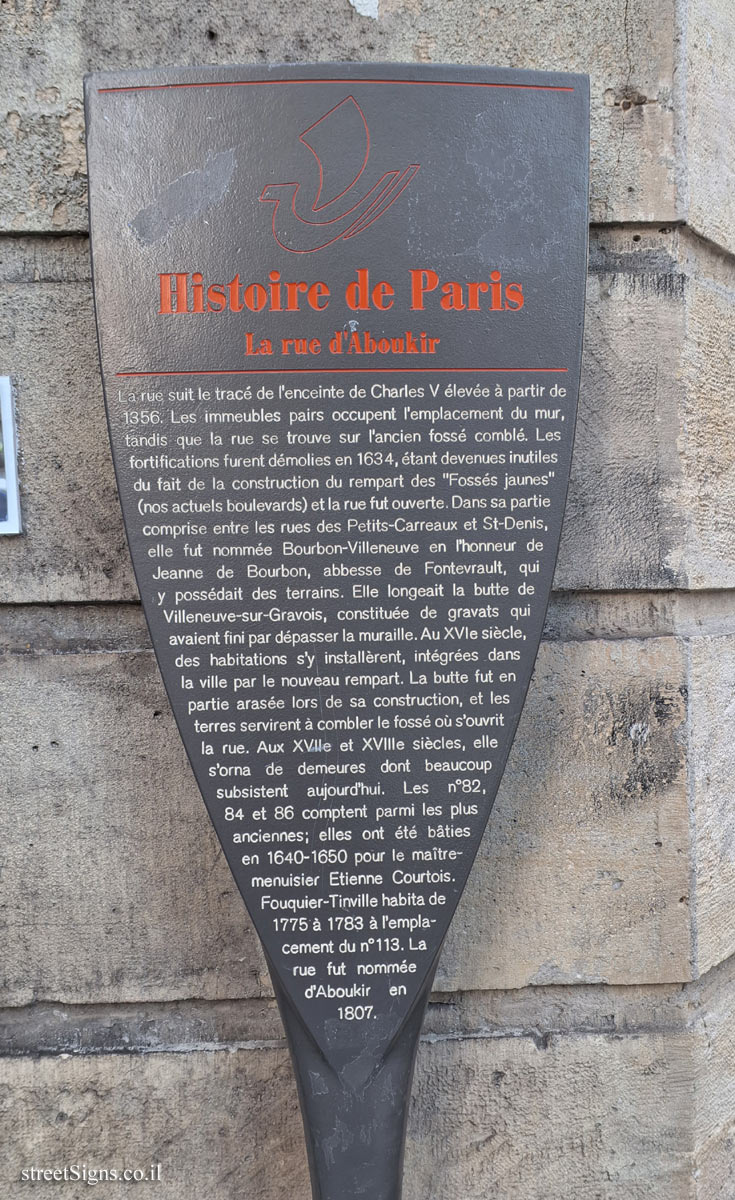 Histoire de Paris
La rue d'Aboukir
La rue suit le tracé de l'enceinte de Charles V élevée à partir de
1356. Les immeubles pairs occupent l'emplacement du mur,
tandis que la rue se trouve sur l'ancien fossé comblé. Les
fortifications furent démolies en 1634, étant devenues inutiles
du fait de la construction du rempart des "Fossés jaunes"
(nos actuels boulevards) et la rue fut ouverte. Dans sa partie
comprise entre les rues des Petits-Carreaux et St-Denis,
elle fut nommée Bourbon-Villeneuve en l'honneur de
Jeanne de Bourbon, abbesse de Fontevrault, qui
y possédait des terrains. Elle longeait la butte de
Villeneuve-sur-Gravois, constituée de gravats qui
avaient fini par dépasser la muraille. Au XVIe siècle,
des habitations s'y installèrent, intégrées dans
la ville par le nouveau rempart. La butte fut en
partie arasée lors de sa construction, et les
terres servirent à combler le fossé où s'ouvrit
la rue. Aux XVIIe et XVIIIe siècles, elle
s'orna de demeures dont beaucoup
subsistent aujourd'hui. Les n°82,
84 et 86 comptent parmi les plus
anciennes; elles ont été bâties
en 1640-1650 pour le maître-
menuisier Etienne Courtois.
Fouquier-Tinville habita de
1775 à 1783 à l'empla-
cement du n°113. La
rue fut nommée
d'Aboukir en
1807.
streetSigns.co.il